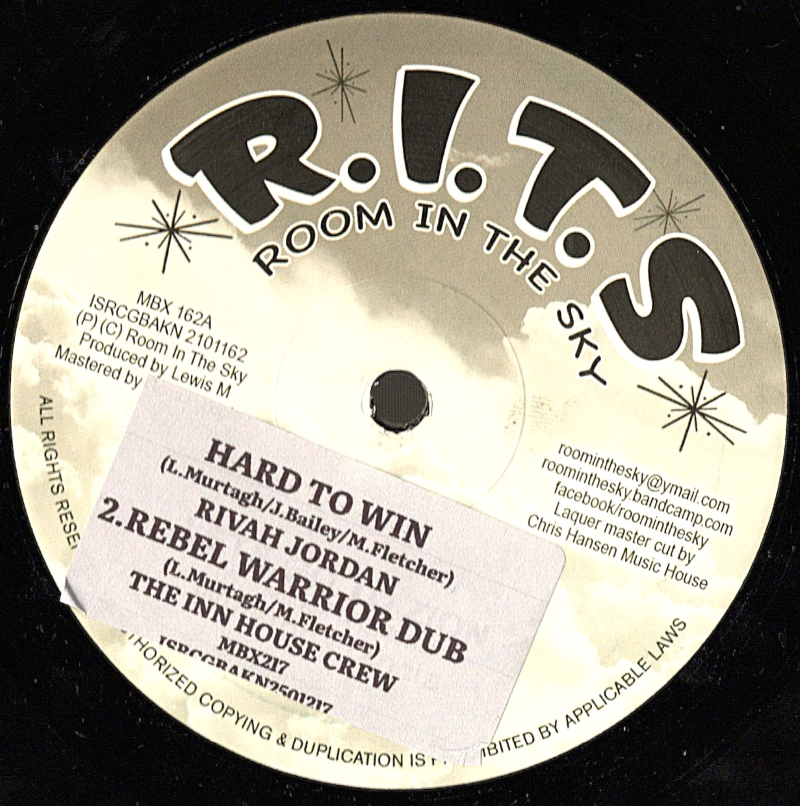 R.I.T.S
ROOM IN THE SKY
MBX 162A
ISRCGBAKN 2101162
(P)(C) Room In The Sky
Produced by Lewis M
Mastered by
HARD TO WIN
(L.Murtagh/J.Bailey/M.Fletcher)
RIVAH JORDAN
2.REBEL WARRIOR DUB
(L.Murtagh/M.Fletcher)
THE INN HOUSE CREW
MBX217
ISRCGBAKN2501217
roominthesky@ymail.com
roominthesky.bandcamp.com
facebook/roominthesky
Laquer master cut by
Chris Hansen Music House
ALL RIGHTS RESE
THORIZED COPYING & DUPLICATION IS P IBITED BY APPLICABLE LAWS